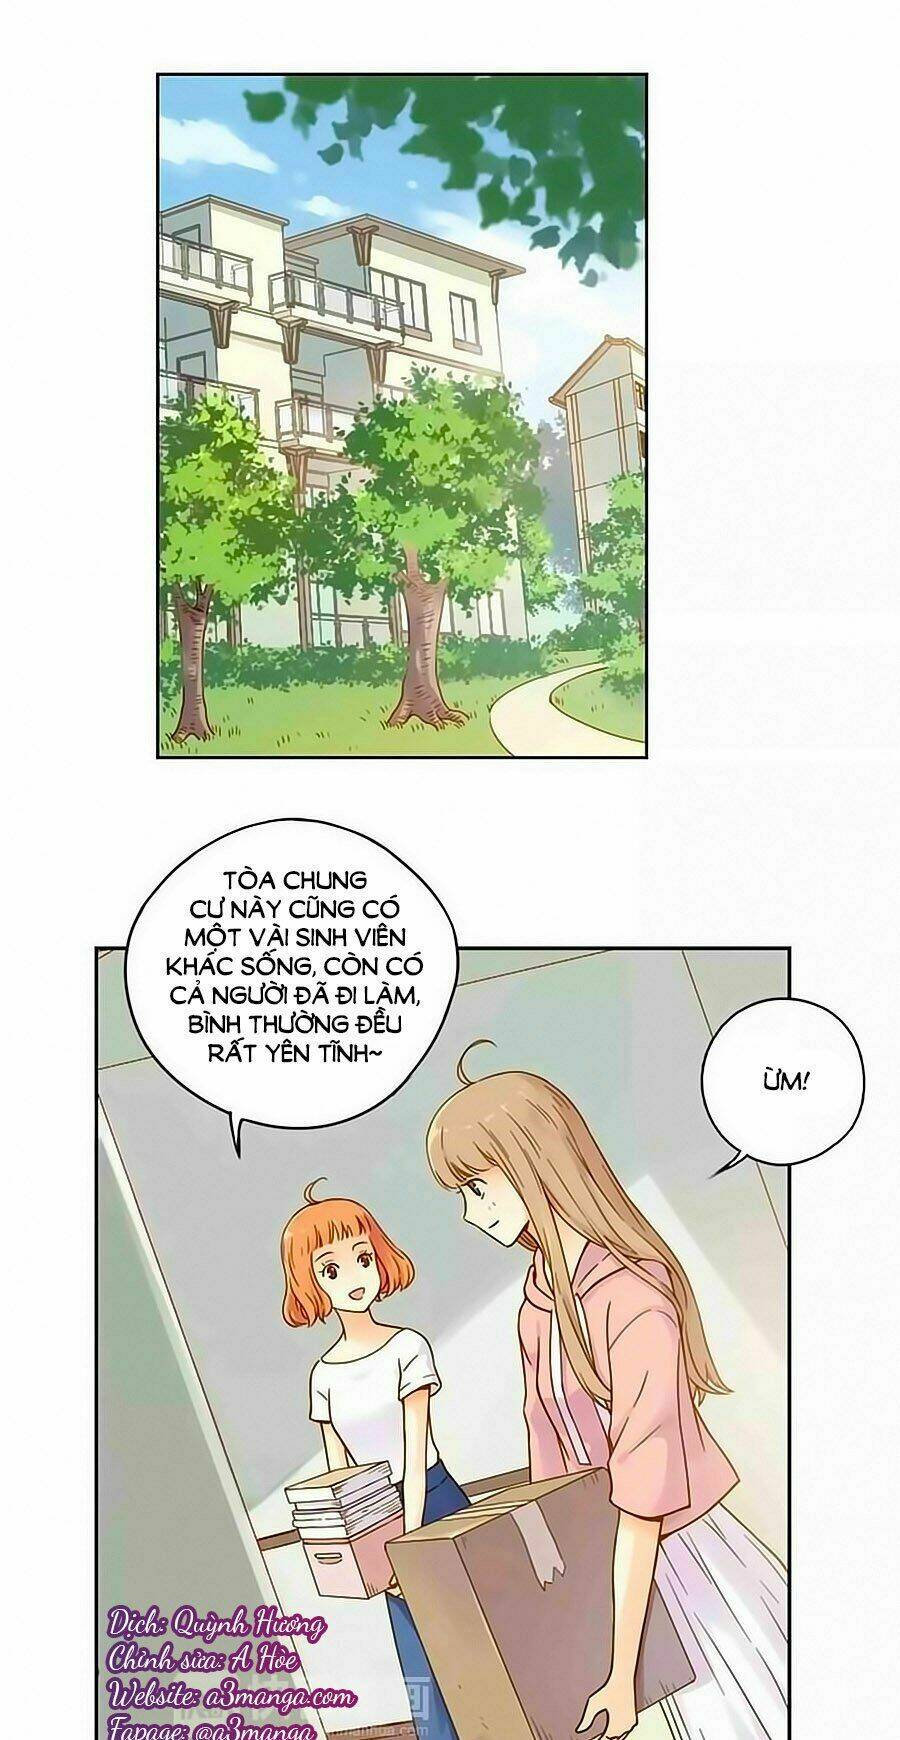 TÒA CHUNG
CƯ NÀY CŨNG CÓ
MỘT VÀI SINH VIÊN
KHÁC SỐNG, CÒN CÓ
CẢ NGƯỜI ĐÃ ĐI LÀM,
BÌNH THƯỜNG ĐỀU
RẤT YÊN TĨNH~
ỪM!
Dịch: Quỳnh Hương
Chỉnh sửa: A Hòe
Website: a3manga.com
Fapage: @a3manga